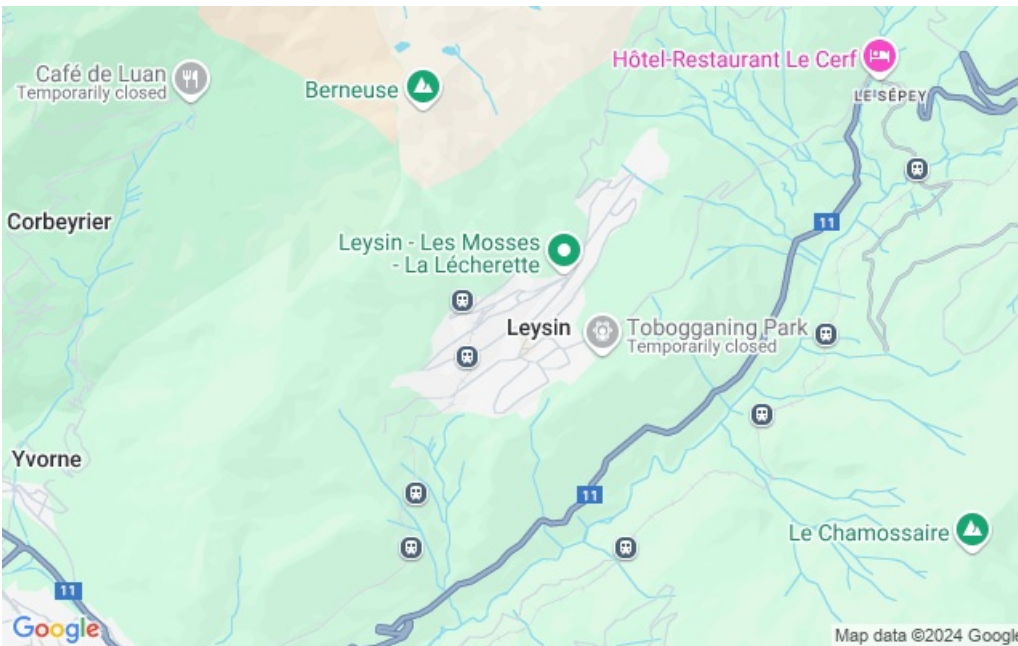 Hôtel-Restaurant Le Cerf
Café de Luan
Temporarily closed
Berneuse
LE SÉPEY
Corbeyrier
11
Leysin - Les Mosses
- La Lécherette
Leysin
Tobogganing Park
Temporarily closed
Yvorne
11
Le Chamossaire
11
Google
Map data ©2024 Google